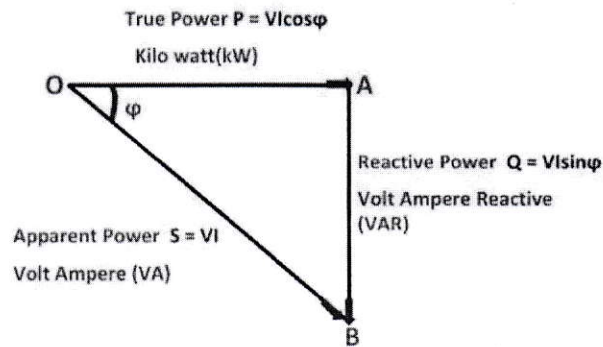 True Power P = VIcosφ
Kilo watt(kW)
O
A
φ
Reactive Power Q = VIsinφ
Volt Ampere Reactive
(VAR)
Apparent Power S = VI
Volt Ampere (VA)
B